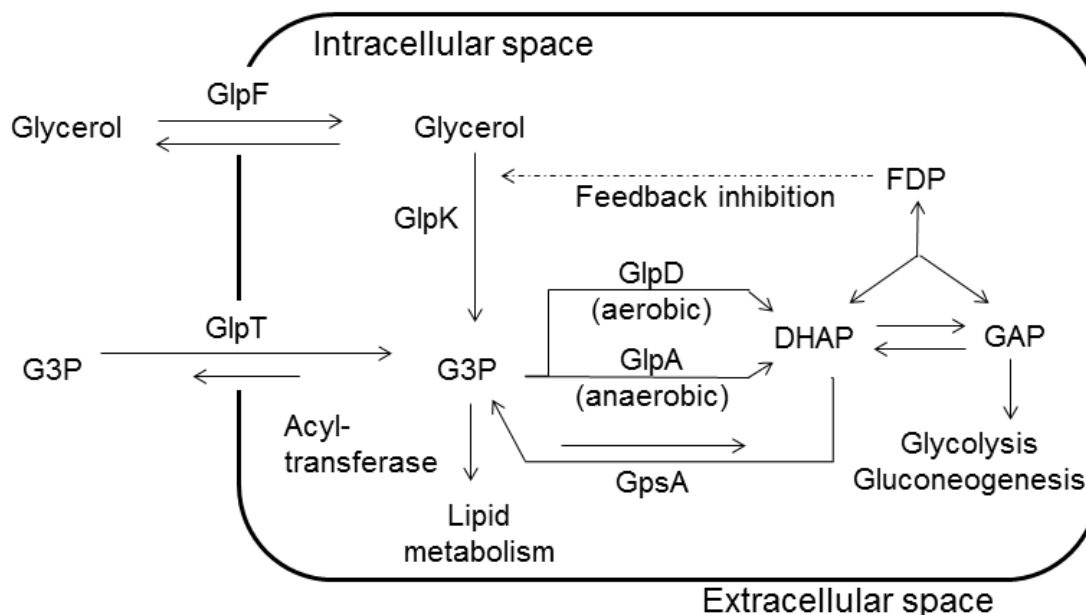 Intracellular space
GlpF
Glycerol
Glycerol
FDP
Feedback inhibition
GlpK
GlpD
(aerobic)
GlpT
DHAP
GAP
G3P
G3P
GlpA
(anaerobic)
Acyl-
transferase
Glycolysis
Gluconeogenesis
GpsA
Lipid
metabolism
Extracellular space